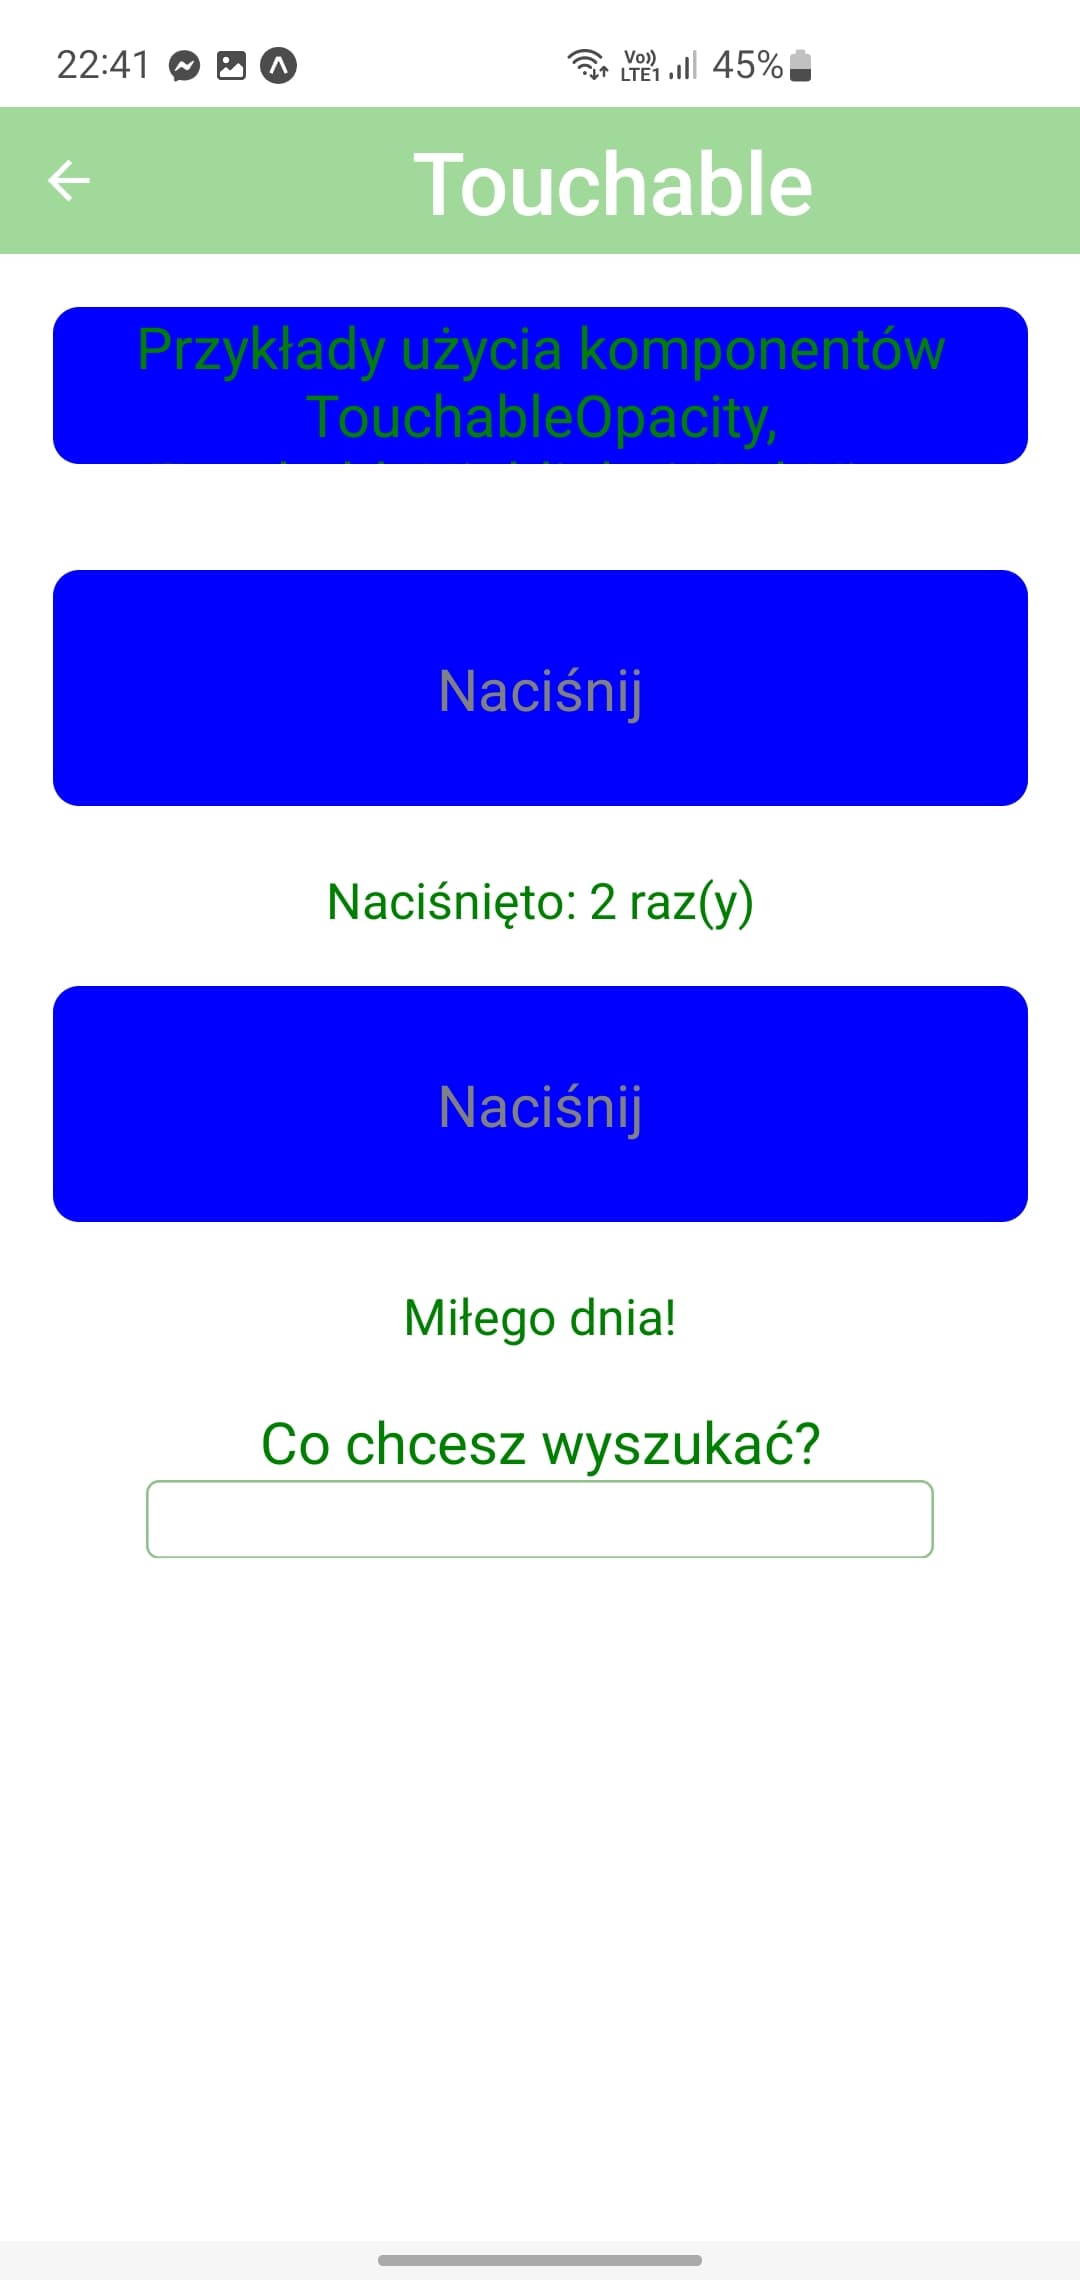 22:41 Vo)) LTE1 45%
Touchable
Przykłady użycia komponentów
TouchableOpacity,
Naciśnij
Naciśnięto: 2 raz(y)
Naciśnij
Miłego dnia!
Co chcesz wyszukać?